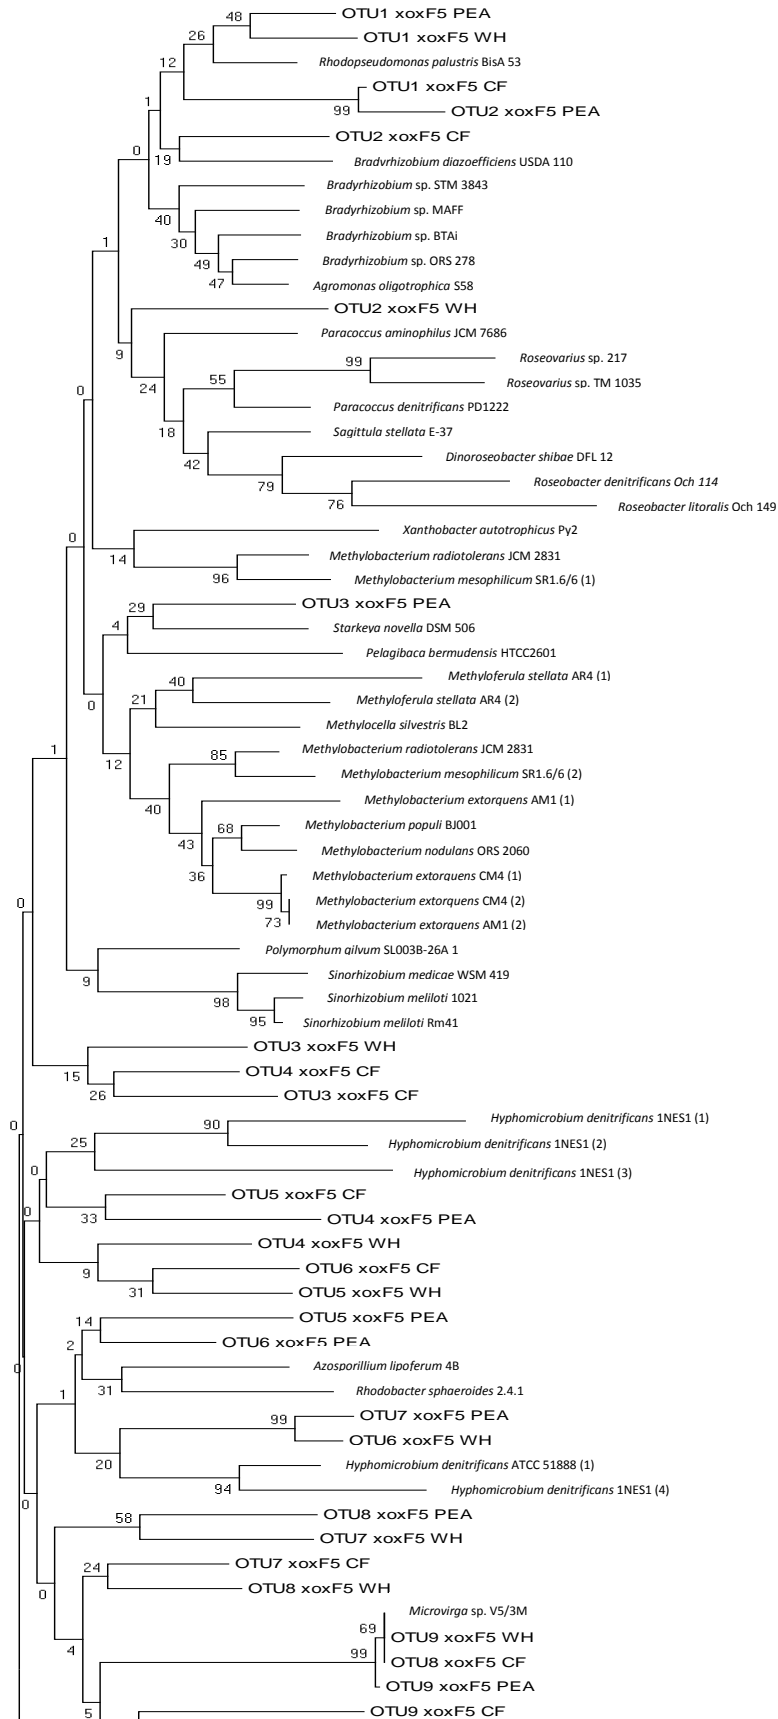 OTU1 xoxF5 PEA
48
OTU1 xoxF5 WH
26
Rhodopseudomonas palustris BisA 53
12
OTU1 xoxF5 CF
99
OTU2 xoxF5 PEA
1
OTU2 xoxF5 CF
0
19
Bradyrhizobium diazoefficiens USDA 110
Bradyrhizobium sp. STM 3843
40
Bradyrhizobium sp. MAFF
30
Bradyrhizobium sp. BTAi
1
49
Bradyrhizobium sp. ORS 278
47
Agromonas oligotrophica S58
OTU2 xoxF5 WH
Paracoccus aminophilus JCM 7686
9
99
Roseovarius sp. 217
55
24
Roseovarius sp. TM 1035
0
Paracoccus denitrificans PD1222
18
Sagittula stellata E-37
42
Dinoroseobacter shibae DFL 12
79
Roseobacter denitrificans Och 114
76
Roseobacter litoralis Och 149
Xanthobacter autotrophicus Py2
0
14
Methylobacterium radiotolerans JCM 2831
96
Methylobacterium mesophilicum SR1.6/6 (1)
29
OTU3 xoxF5 PEA
4
Starkeya novella DSM 506
Pelagibaca bermudensis HTCC2601
40
Methyloferula stellata AR4 (1)
0
21
Methyloferula stellata AR4 (2)
Methylocella silvestris BL2
1
12
85
Methylobacterium radiotolerans JCM 2831
Methylobacterium mesophilicum SR1.6/6 (2)
40
Methylobacterium extorquens AM1 (1)
68
Methylobacterium populi BJ001
43
Methylobacterium nodulans ORS 2060
36
Methylobacterium extorquens CM4 (1)
99
Methylobacterium extorquens CM4 (2)
0
73
Methylobacterium extorquens AM1 (2)
Polymorphum gilvum SL003B-26A 1
9
Sinorhizobium medicae WSM 419
98
Sinorhizobium meliloti 1021
95
Sinorhizobium meliloti Rm41
OTU3 xoxF5 WH
15
OTU4 xoxF5 CF
26
OTU3 xoxF5 CF
0
90
Hyphomicrobium denitrificans 1NES1 (1)
25
Hyphomicrobium denitrificans 1NES1 (2)
0
Hyphomicrobium denitrificans 1NES1 (3)
OTU5 xoxF5 CF
0
33
OTU4 xoxF5 PEA
OTU4 xoxF5 WH
9
OTU6 xoxF5 CF
31
OTU5 xoxF5 WH
14
OTU5 xoxF5 PEA
2
OTU6 xoxF5 PEA
0
Azosporillium lipoferum 4B
1
31
Rhodobacter sphaeroides 2.4.1
99
OTU7 xoxF5 PEA
OTU6 xoxF5 WH
20
Hyphomicrobium denitrificans ATCC 51888 (1)
94
Hyphomicrobium denitrificans 1NES1 (4)
0
58
OTU8 xoxF5 PEA
OTU7 xoxF5 WH
24
OTU7 xoxF5 CF
0
OTU8 xoxF5 WH
Microvirga sp. V5/3M
69
OTU9 xoxF5 WH
4
99
OTU8 xoxF5 CF
OTU9 xoxF5 PEA
5
OTU9 xoxF5 CF